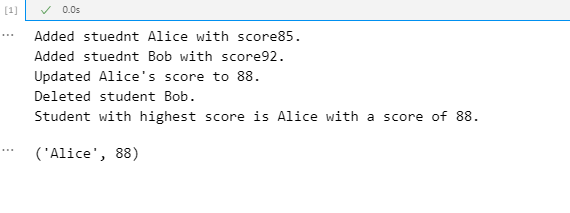 [1]
0.0s
Added stuednt Alice with score85.
Added stuednt Bob with score92.
Updated Alice's score to 88.
Deleted student Bob.
Student with highest score is Alice with a score of 88.
('Alice', 88)